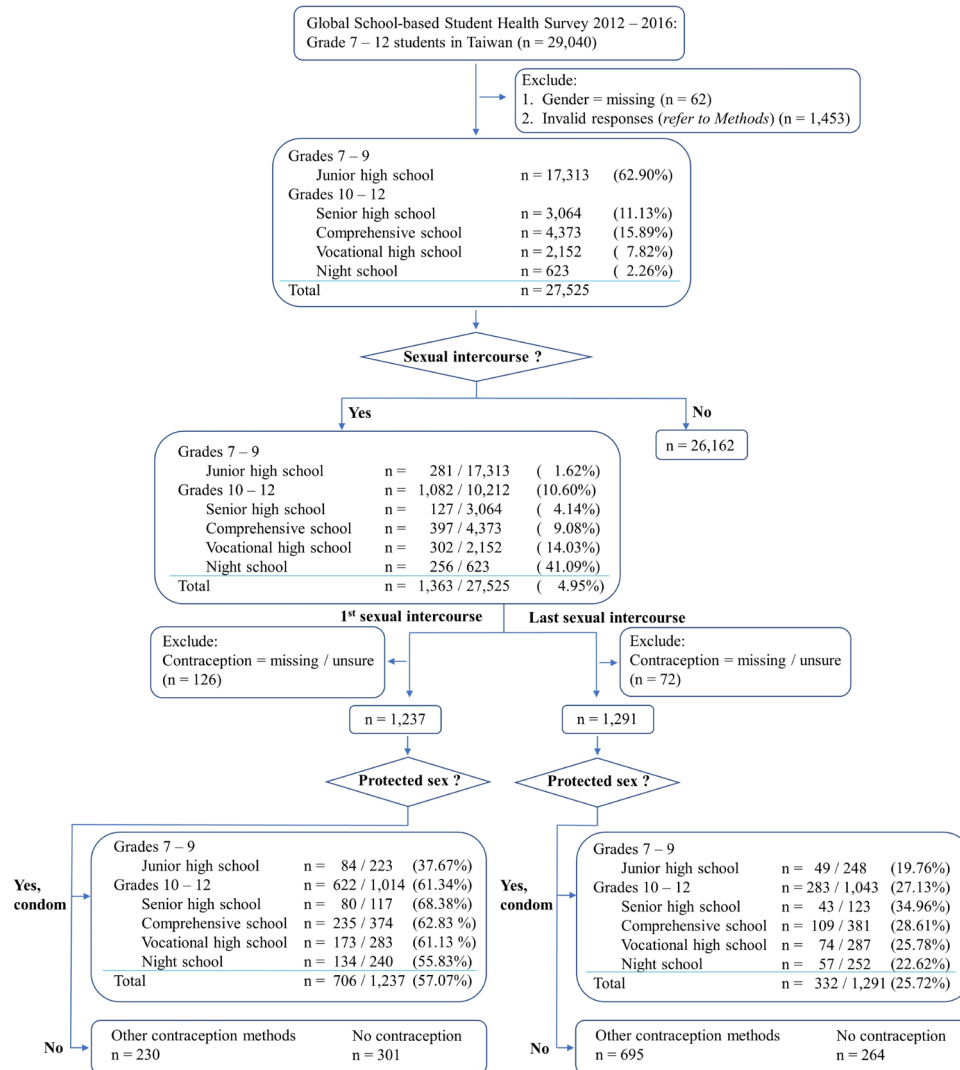 Global School-based Student Health Survey 2012 – 2016:
Grade 7 – 12 students in Taiwan (n = 29,040)
Exclude:
1. Gender = missing (n = 62)
2. Invalid responses (refer to Methods) (n = 1,453)
Grades 7 – 9
Junior high school n = 17,313 (62.90%)
Grades 10 – 12
Senior high school n = 3,064 (11.13%)
Comprehensive school n = 4,373 (15.89%)
Vocational high school n = 2,152 ( 7.82%)
Night school n = 623 ( 2.26%)
Total n = 27,525
Sexual intercourse ?
Yes
No
n = 26,162
Grades 7 – 9
Junior high school n = 281 / 17,313 ( 1.62%)
Grades 10 – 12 n = 1,082 / 10,212 (10.60%)
Senior high school n = 127 / 3,064 ( 4.14%)
Comprehensive school n = 397 / 4,373 ( 9.08%)
Vocational high school n = 302 / 2,152 ( 14.03%)
Night school n = 256 / 623 ( 41.09%)
Total n = 1,363 / 27,525 ( 4.95%)
1st sexual intercourse
Last sexual intercourse
Exclude:
Contraception = missing / unsure
(n = 126)
Exclude:
Contraception = missing / unsure
(n = 72)
n = 1,237
n = 1,291
Protected sex ?
Protected sex ?
Yes,
condom
Grades 7 – 9
Junior high school n = 84 / 223 (37.67%)
Grades 10 – 12 n = 622 / 1,014 (61.34%)
Senior high school n = 80 / 117 (68.38%)
Comprehensive school n = 235 / 374 (62.83 %)
Vocational high school n = 173 / 283 (61.13 %)
Night school n = 134 / 240 (55.83%)
Total n = 706 / 1,237 (57.07%)
Yes,
condom
Grades 7 – 9
Junior high school n = 49 / 248 (19.76%)
Grades 10 – 12 n = 283 / 1,043 (27.13%)
Senior high school n = 43 / 123 (34.96%)
Comprehensive school n = 109 / 381 (28.61%)
Vocational high school n = 74 / 287 (25.78%)
Night school n = 57 / 252 (22.62%)
Total n = 332 / 1,291 (25.72%)
No
Other contraception methods No contraception
n = 230 n = 301
No
Other contraception methods No contraception
n = 695 n = 264